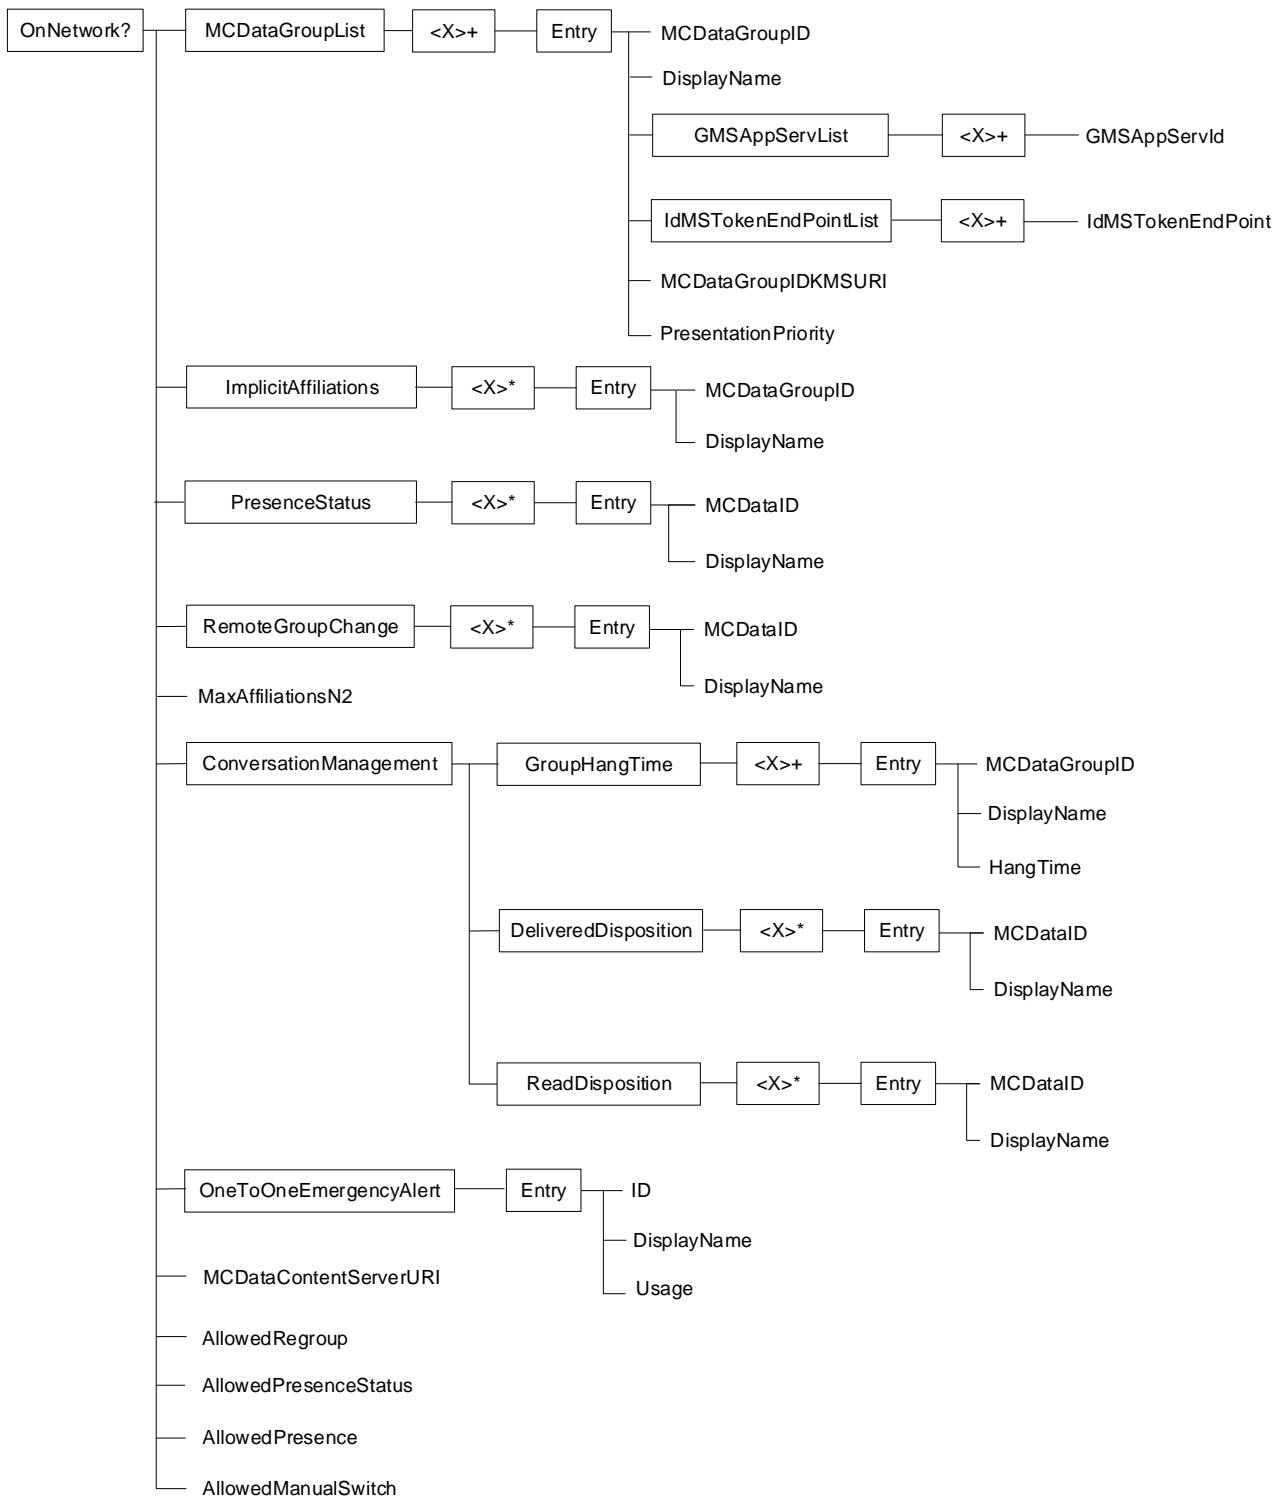 OnNetwork? MCDataGroupList <X>+ Entry MCDataGroupID
DisplayName
GMSAppServList <X>+ GMSAppServId
IdMSTokenEndPointList <X>+ IdMSTokenEndPoint
MCDataGroupIDKMSURI
PresentationPriority
ImplicitAffiliations <X>* Entry MCDataGroupID
DisplayName
PresenceStatus <X>* Entry MCDataID
DisplayName
RemoteGroupChange <X>* Entry MCDataID
DisplayName
MaxAffiliationsN2
ConversationManagement GroupHangTime <X>+ Entry MCDataGroupID
DisplayName
HangTime
DeliveredDisposition <X>* Entry MCDataID
DisplayName
ReadDisposition <X>* Entry MCDataID
DisplayName
OneToOneEmergencyAlert Entry ID
DisplayName
MCDataContentServerURI
Usage
AllowedRegroup
AllowedPresenceStatus
AllowedPresence
AllowedManualSwitch